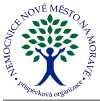 • NEMOCNICE NOVÉ MĚSTO NA MORAVĚ •
příspěvková organizace